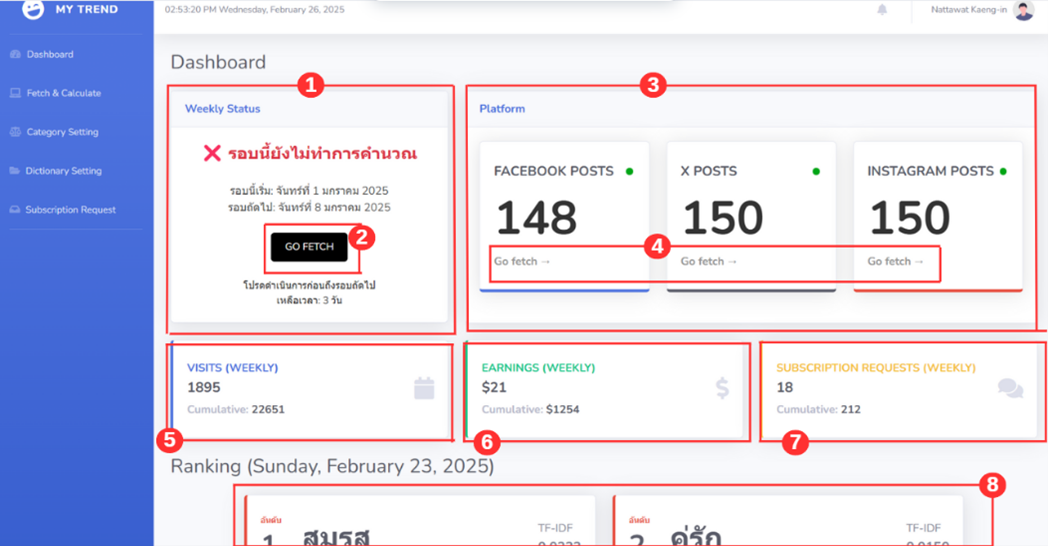 MY TREND
02:53:20 PM Wednesday, February 26, 2025
Nattawat Kaeng-in
Dashboard
Fetch & Calculate
Category Setting
Dictionary Setting
Subscription Request
Dashboard
1
Weekly Status
รอบนี้ยังไม่ทำการคำนวณ
รอบนี้เริ่ม: จันทร์ที่ 1 มกราคม 2025
รอบถัดไป: จันทร์ที่ 8 มกราคม 2025
GO FETCH
2
โปรดดำเนินการก่อนถึงรอบถัดไป
เหลือเวลา: 3 วัน
3
Platform
FACEBOOK POSTS
148
Go fetch →
X POSTS
150
4
Go fetch →
INSTAGRAM POSTS
150
Go fetch →
VISITS (WEEKLY)
1895
Cumulative: 22651
5
EARNINGS (WEEKLY)
$21
$
Cumulative: $1254
6
SUBSCRIPTION REQUESTS (WEEKLY)
18
Cumulative: 212
7
Ranking (Sunday, February 23, 2025)
8
อันดับ
1 สมรส
TF-IDF
อันดับ
2 คู่รัก
TF-IDF